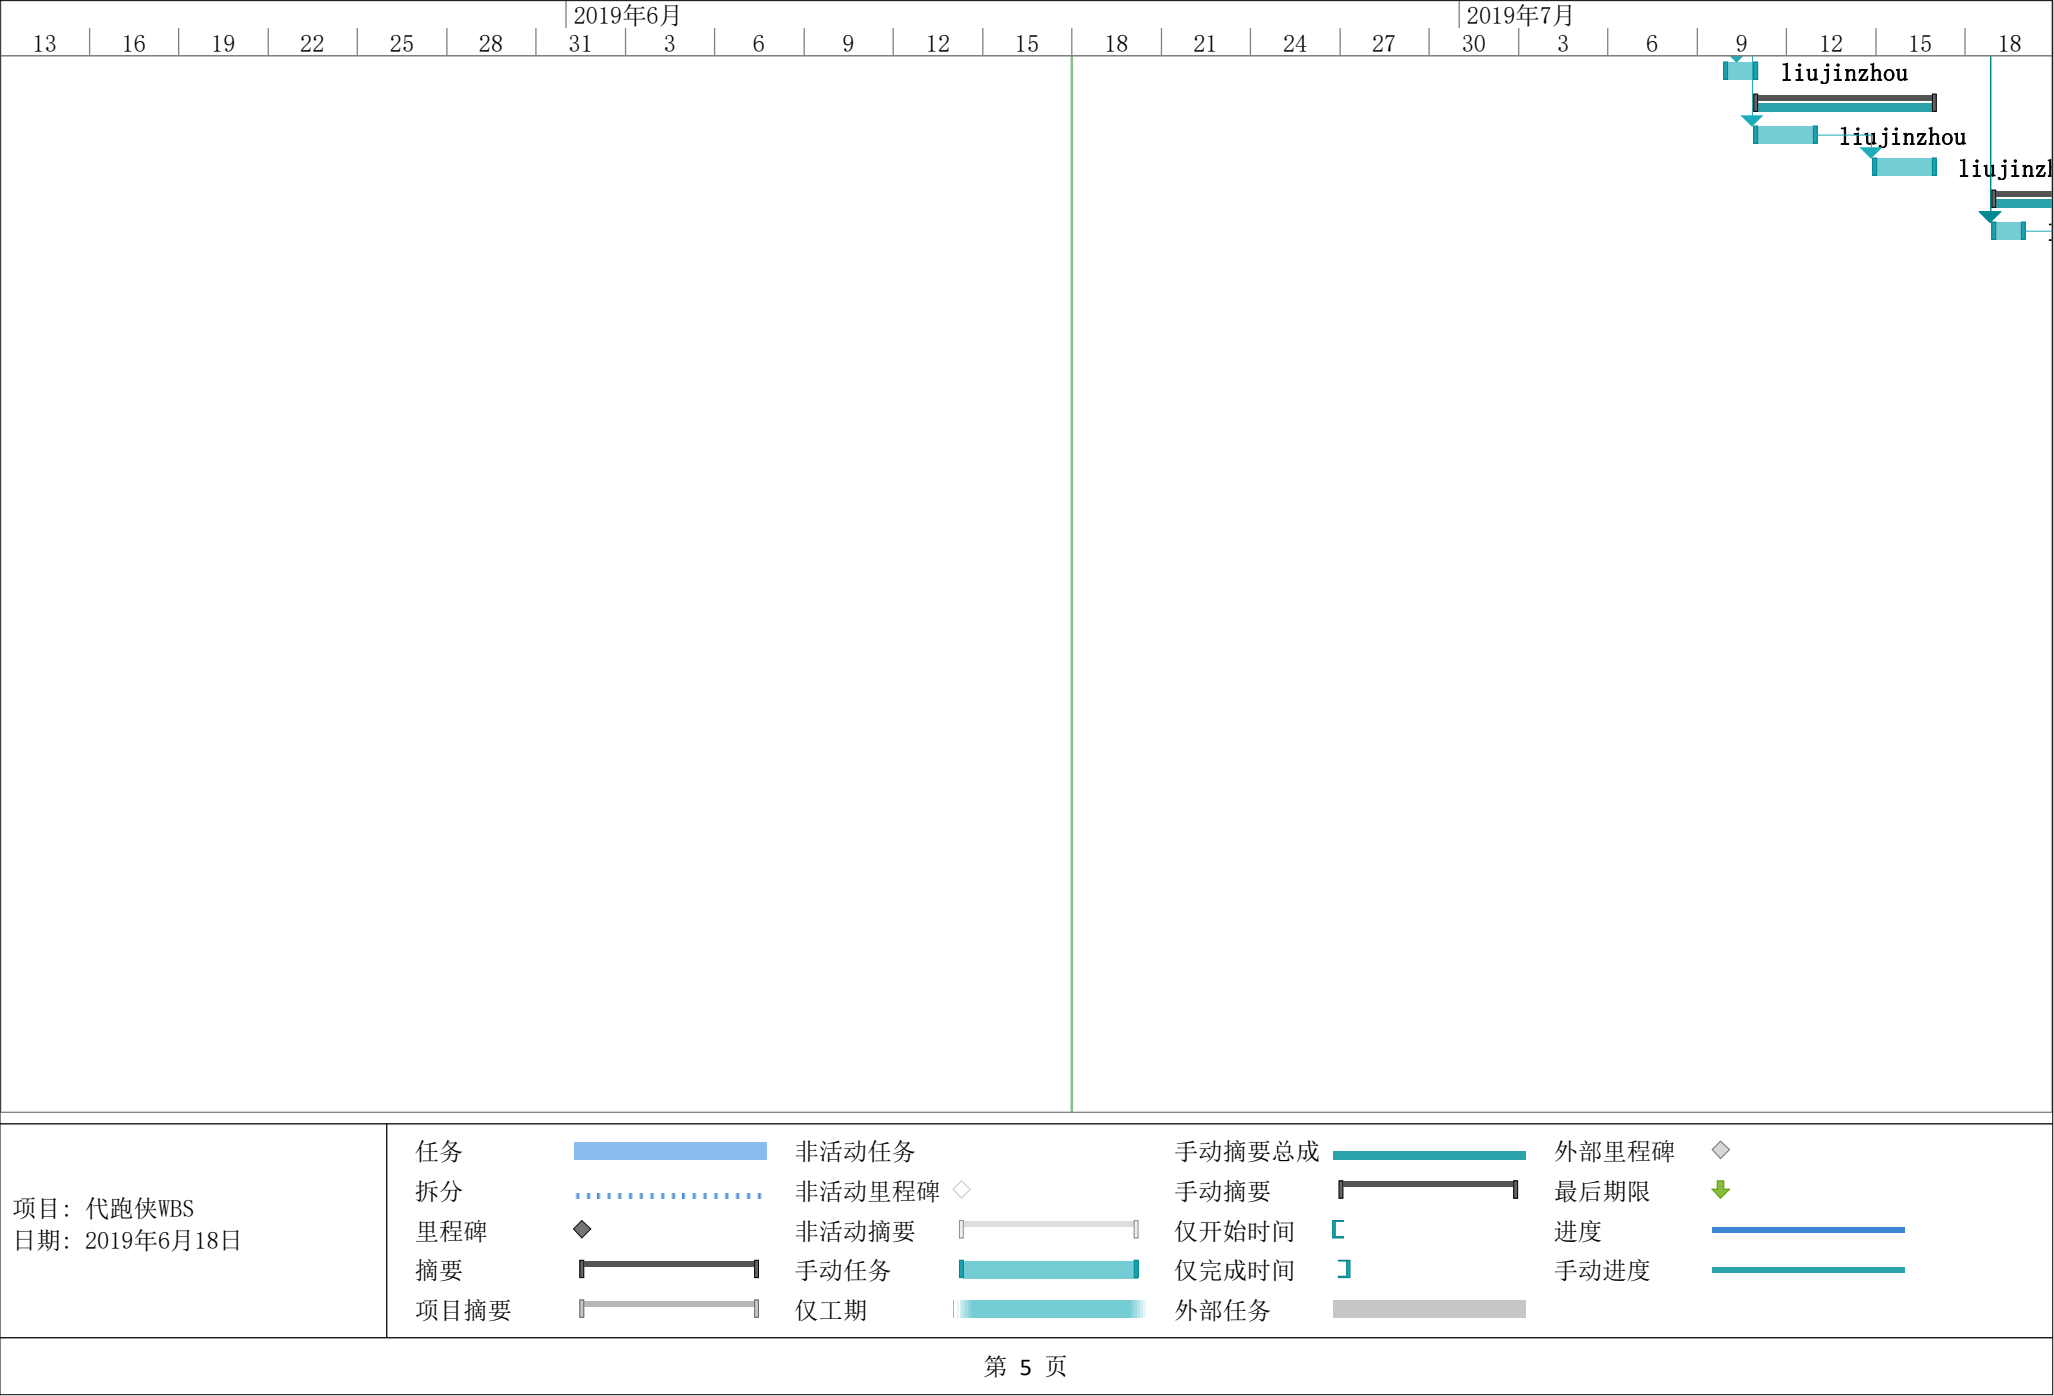 2019年6月 2019年7月
13 16 19 22 25 28 31 3 6 9 12 15 18 21 24 27 30 3 6 9 12 15 18
liujinzhou
liujinzhou
liujinzh
任务 非活动任务 手动摘要总成 外部里程碑
拆分 非活动里程碑 手动摘要 最后期限
里程碑 非活动摘要 仅开始时间 进度
摘要 手动任务 仅完成时间 手动进度
项目摘要 仅工期 外部任务
项目: 代跑侠WBS
日期: 2019年6月18日
第 5 页